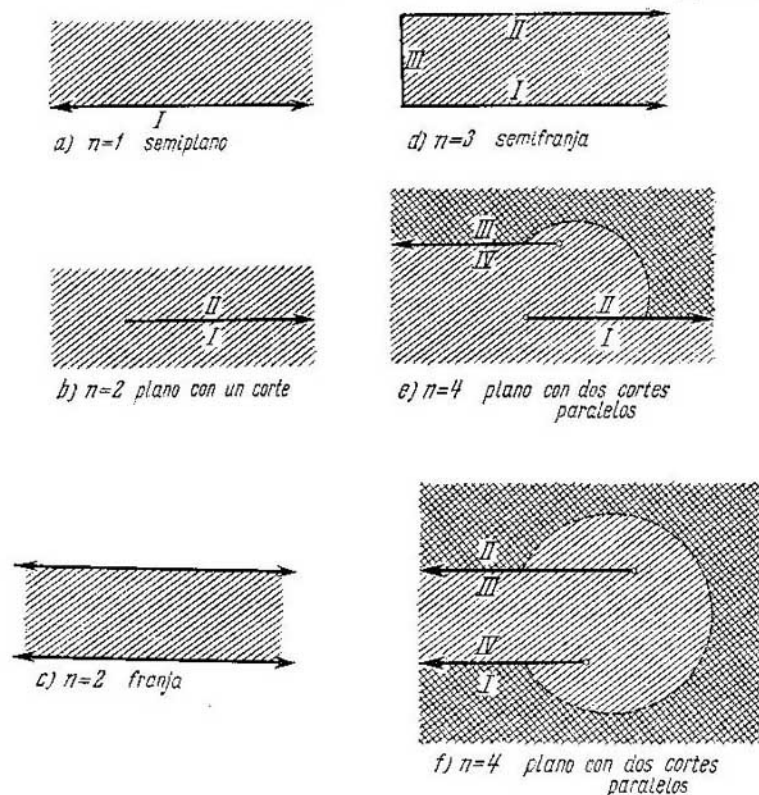 I
a) n=1 semiplano
II
III
I
d) n=3 semifranja
II
I
b) n=2 plano con un corte
III
IV
II
I
e) n=4 plano con dos cortes
paralelos
c) n=2 franja
II
III
IV
I
f) n=4 plano con dos cortes
paralelos